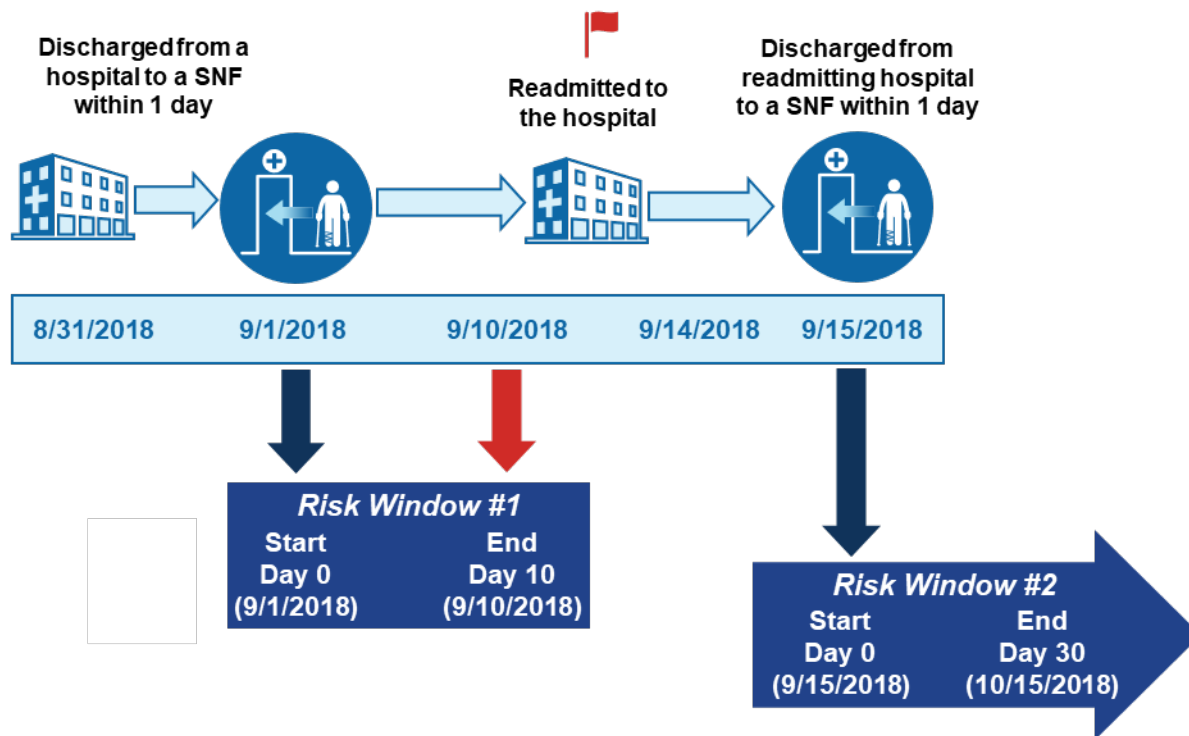 Discharged from a
hospital to a SNF
within 1 day
Readmitted to
the hospital
Discharged from
readmitting hospital
to a SNF within 1 day
8/31/2018 9/1/2018 9/10/2018 9/14/2018 9/15/2018
Risk Window #1
Start End
Day 0 Day 10
(9/1/2018) (9/10/2018)
Risk Window #2
Start End
Day 0 Day 30
(9/15/2018) (10/15/2018)